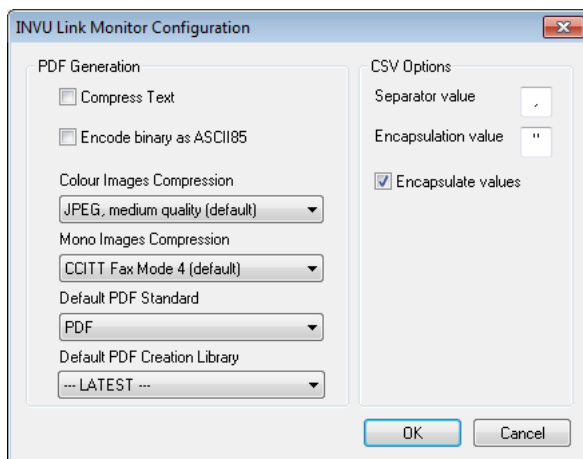 INVU Link Monitor Configuration
PDF Generation
Compress Text
Encode binary as ASCII85
Colour Images Compression
JPEG, medium quality (default)
Mono Images Compression
CCITT Fax Mode 4 (default)
Default PDF Standard
PDF
Default PDF Creation Library
--- LATEST ---
CSV Options
Separator value ,
Encapsulation value "
Encapsulate values
OK Cancel